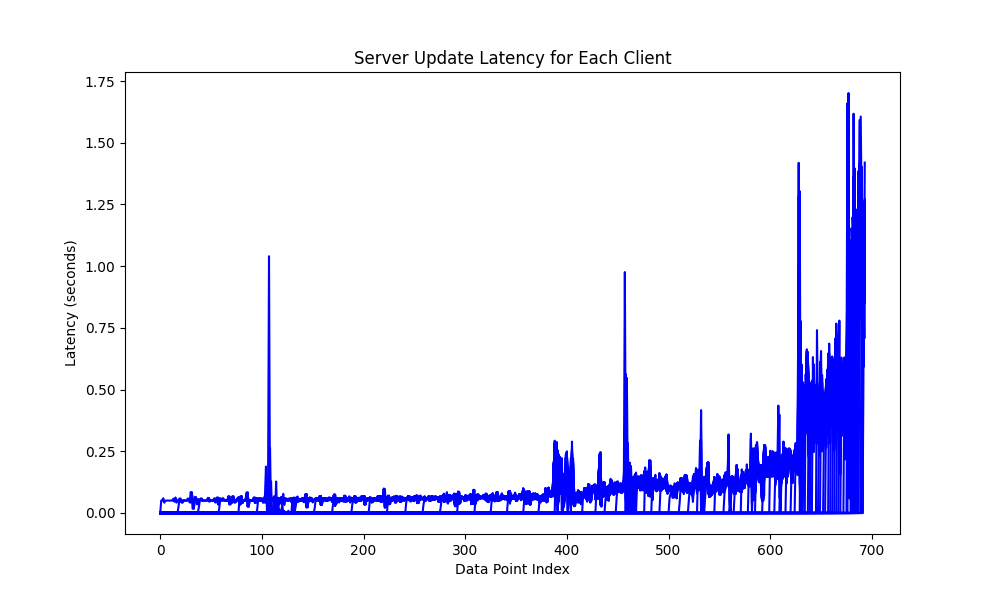 Server Update Latency for Each Client
1.75
1.50
1.25
1.00
0.75
0.50
0.25
0.00
Latency (seconds)
0 100 200 300 400 500 600 700
Data Point Index